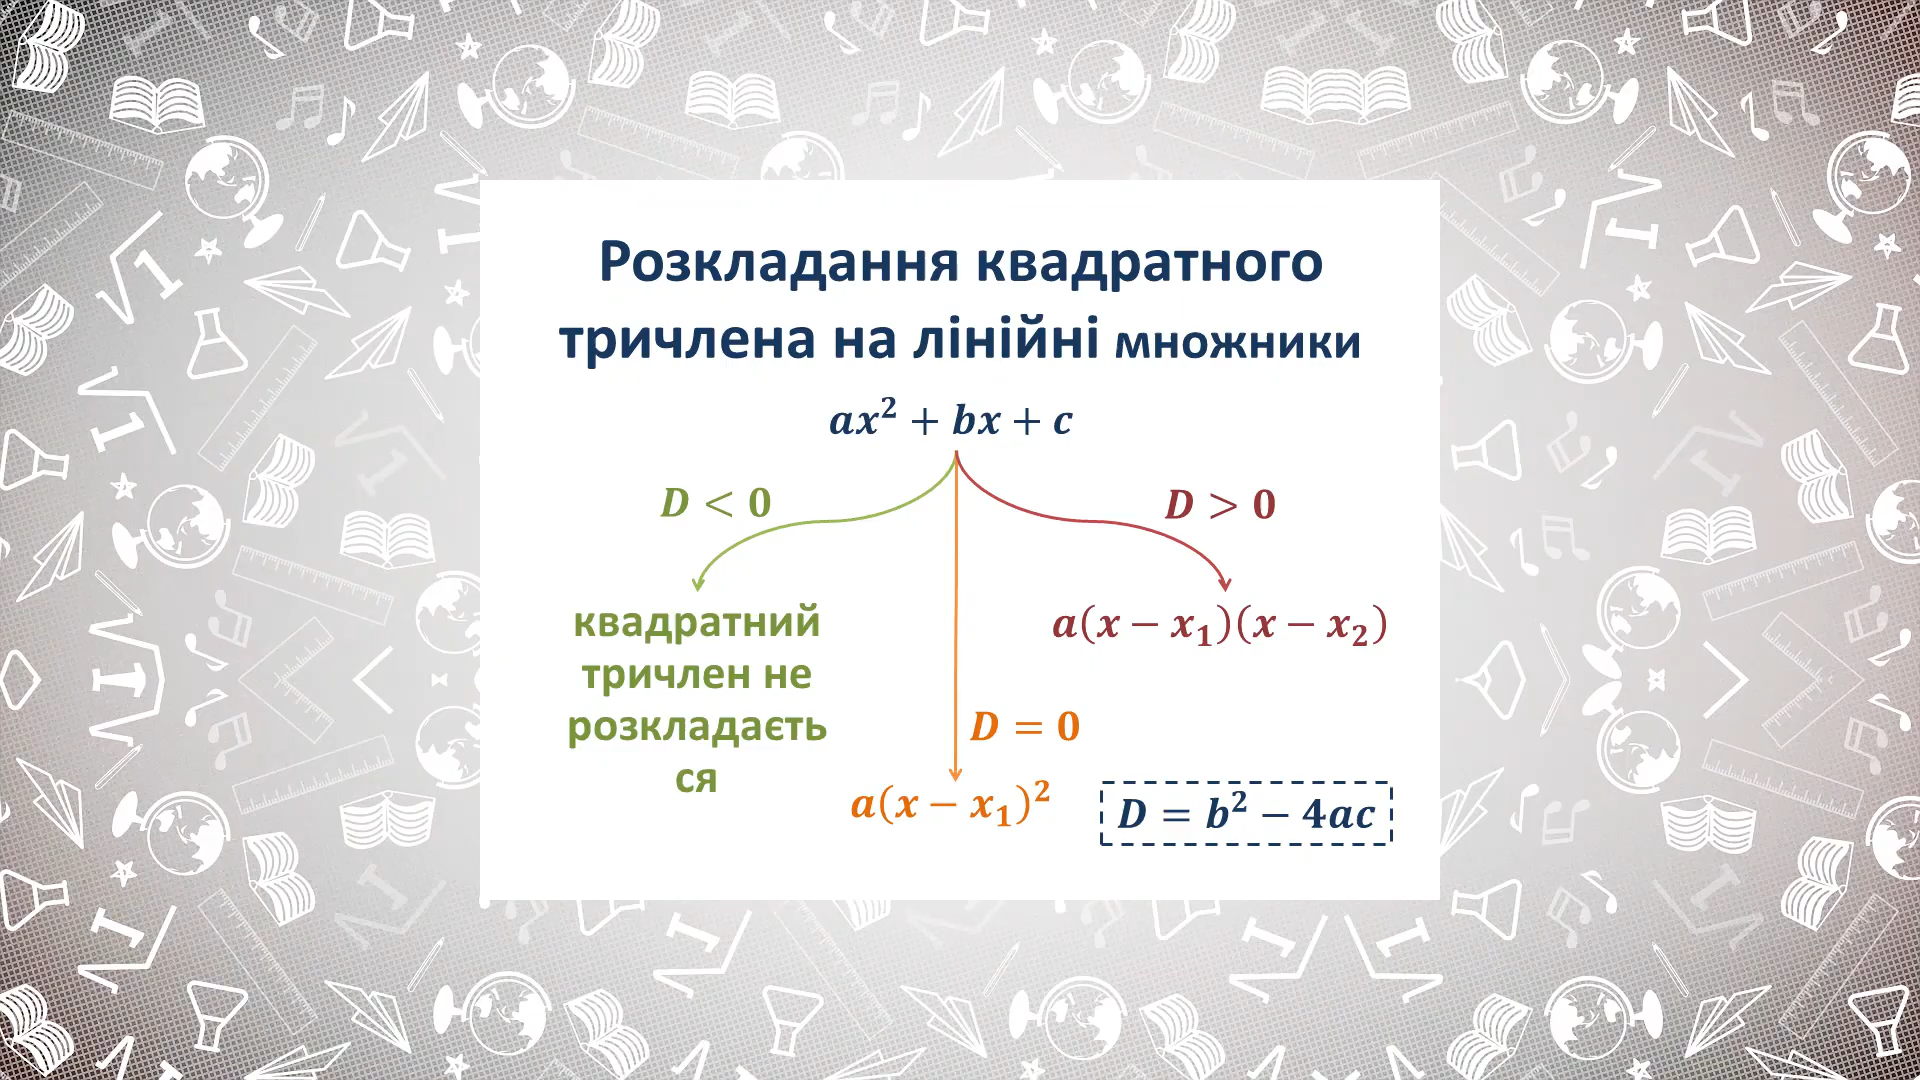 Розкладання квадратного
тричлена на лінійні множники
ax² + bx + c
D < 0
D > 0
квадратний
тричлен не
розкладаєть
ся
a(x − x₁)(x − x₂)
D = 0
a(x − x₁)²
D = b² − 4ac